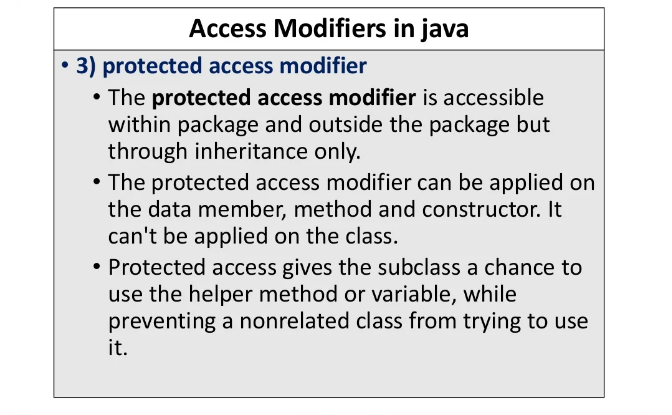 Access Modifiers in java
• 3) protected access modifier
• The protected access modifier is accessible
within package and outside the package but
through inheritance only.
• The protected access modifier can be applied on
the data member, method and constructor. It
can't be applied on the class.
• Protected access gives the subclass a chance to
use the helper method or variable, while
preventing a nonrelated class from trying to use
it.